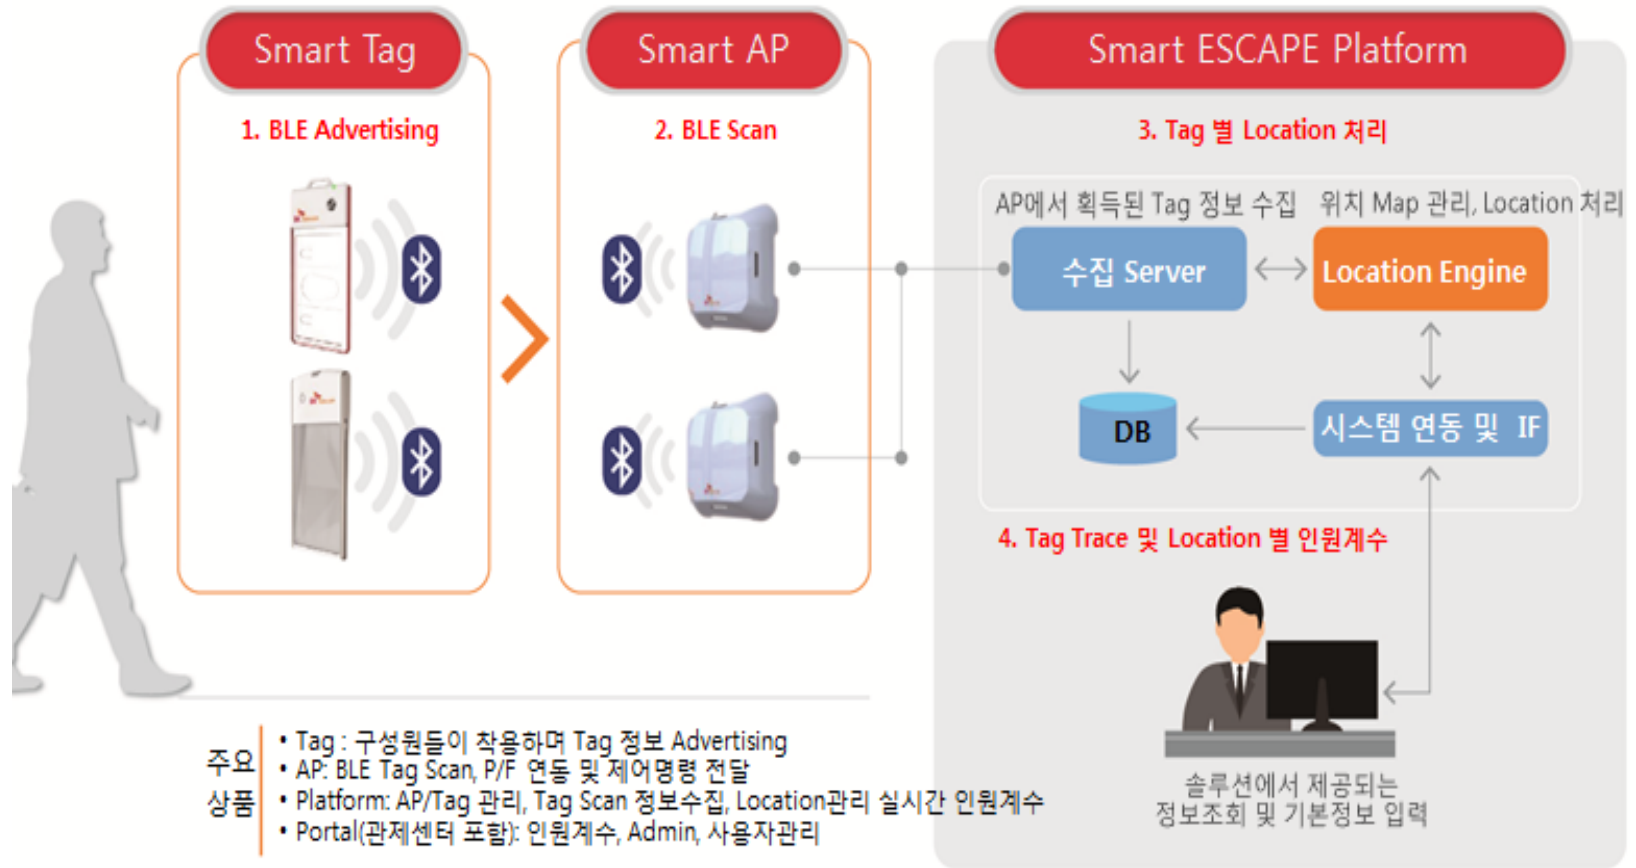 Smart Tag
Smart AP
Smart ESCAPE Platform
1. BLE Advertising
2. BLE Scan
3. Tag 별 Location 처리
AP에서 획득된 Tag 정보 수집
위치 Map 관리, Location 처리
수집 Server
Location Engine
DB
시스템 연동 및 IF
4. Tag Trace 및 Location 별 인원계수
솔루션에서 제공되는
정보조회 및 기본정보 입력
주요
상품
• Tag : 구성원들이 착용하며 Tag 정보 Advertising
• AP: BLE Tag Scan, P/F 연동 및 제어명령 전달
• Platform: AP/Tag 관리, Tag Scan 정보수집, Location관리 실시간 인원계수
• Portal(관제센터 포함): 인원계수, Admin, 사용자관리